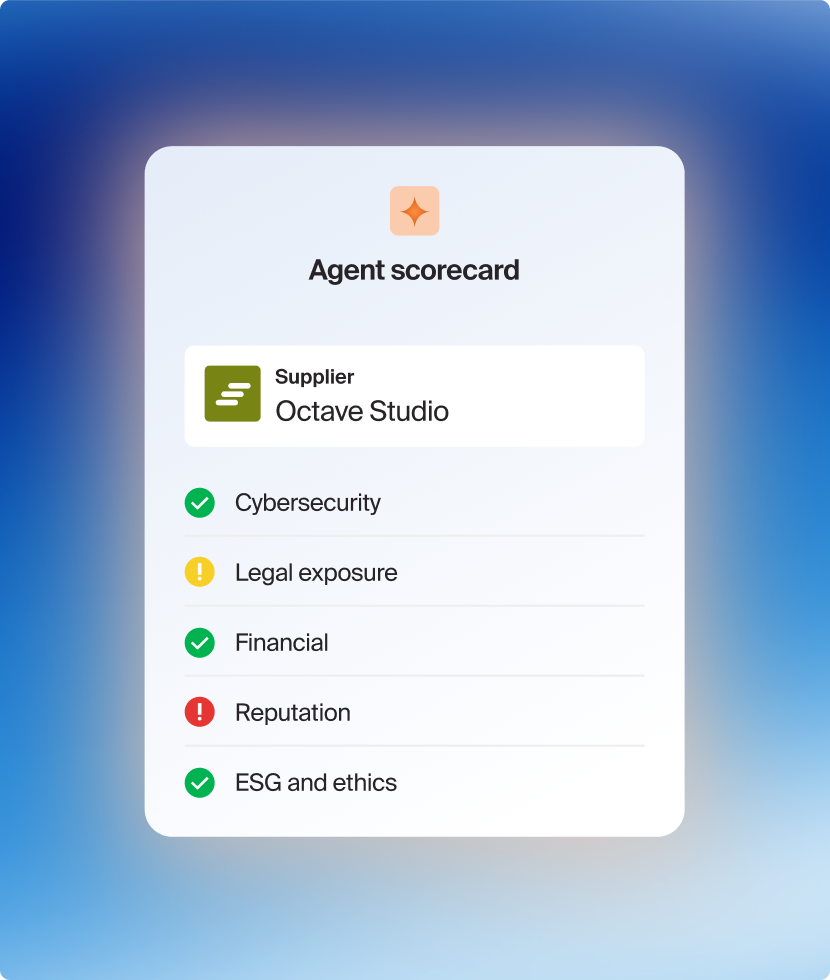 Agent scorecard
Supplier
Octave Studio
Cybersecurity
Legal exposure
Financial
Reputation
ESG and ethics